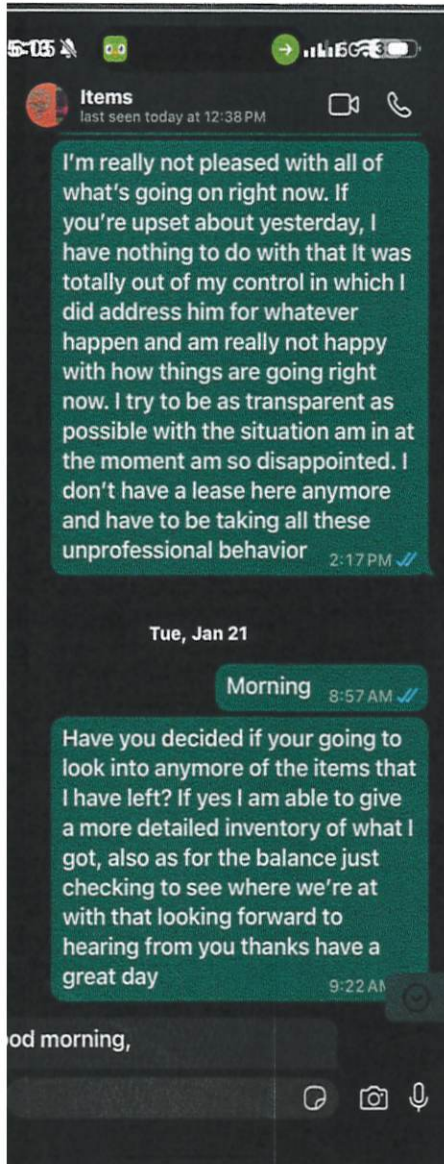 Items
last seen today at 12:38 PM
I'm really not pleased with all of
what's going on right now. If
you're upset about yesterday, I
have nothing to do with that It was
totally out of my control in which I
did address him for whatever
happen and am really not happy
with how things are going right
now. I try to be as transparent as
possible with the situation am in at
the moment am so disappointed. I
don't have a lease here anymore
and have to be taking all these
unprofessional behavior 2:17 PM
Tue, Jan 21
Morning 8:57 AM
Have you decided if your going to
look into anymore of the items that
I have left? If yes I am able to give
a more detailed inventory of what I
got, also as for the balance just
checking to see where we're at
with that looking forward to
hearing from you thanks have a
great day 9:22 AM
od morning,